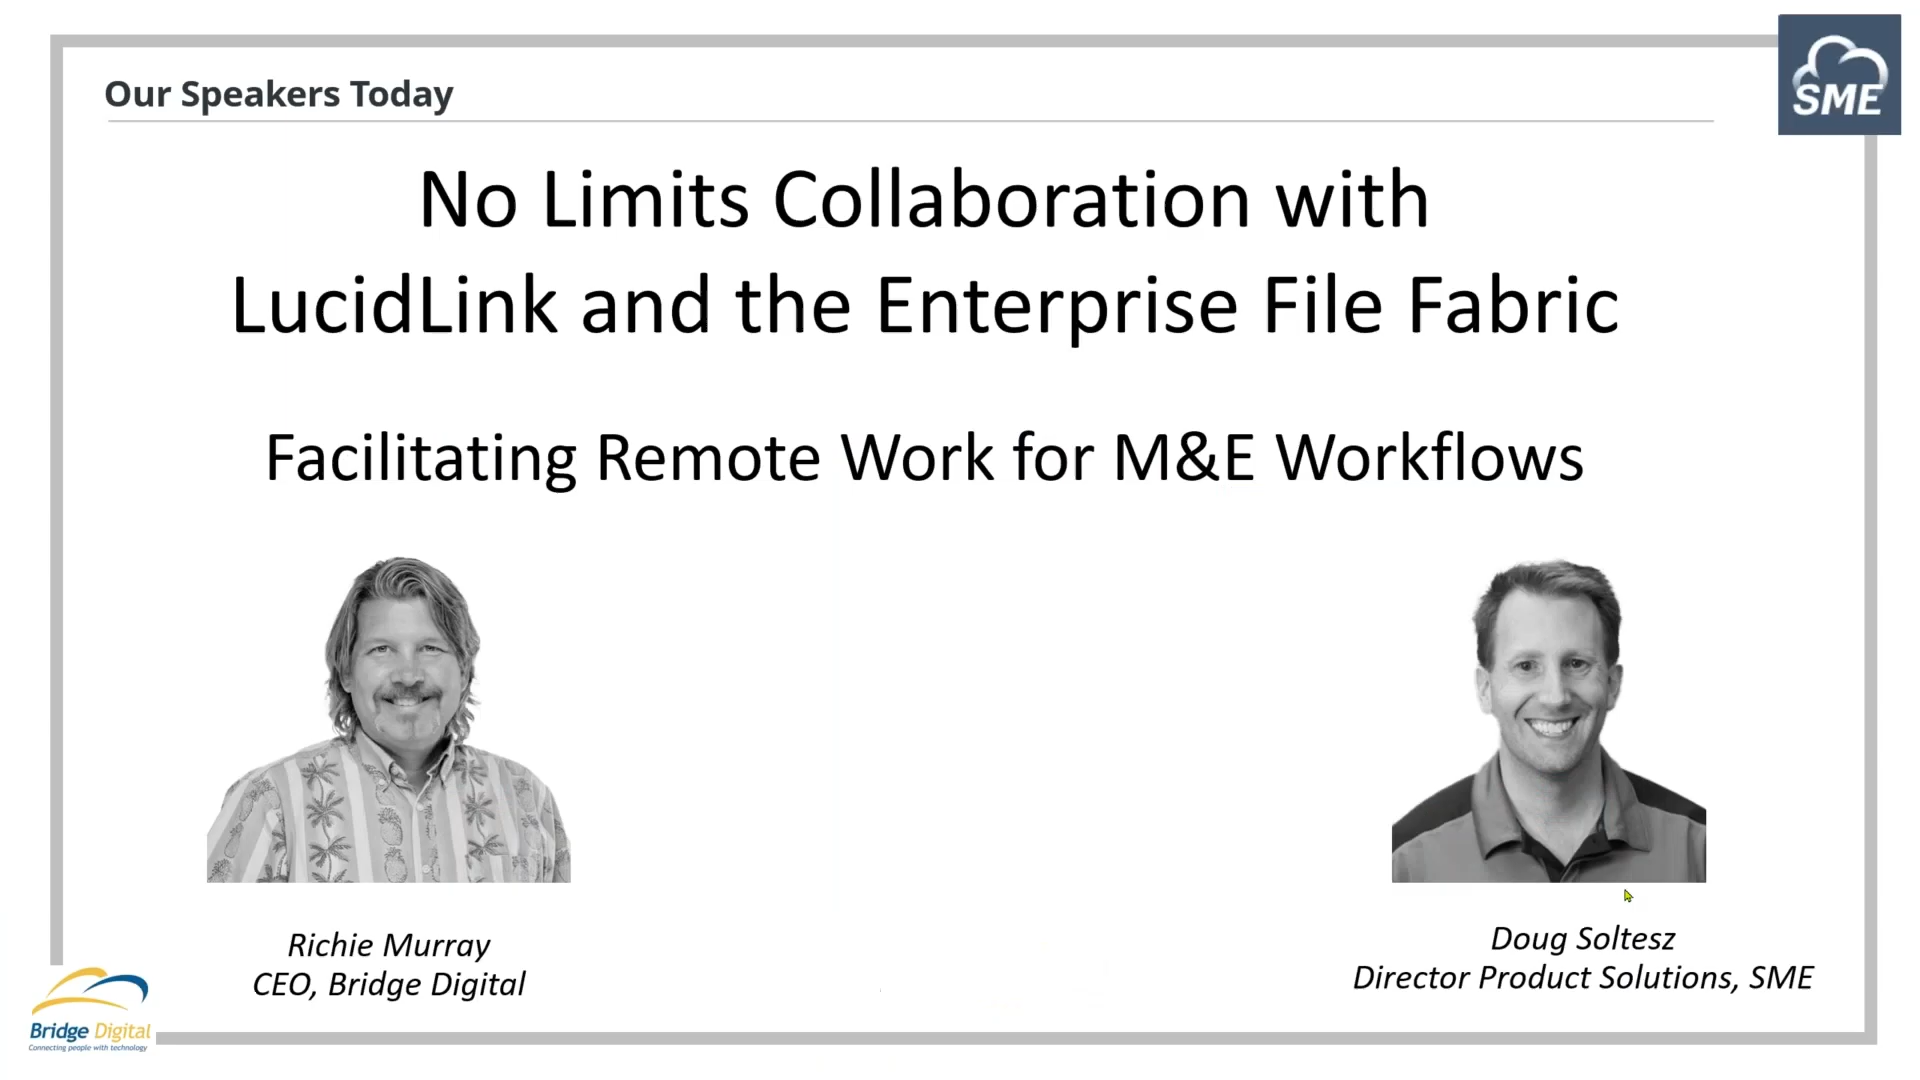 Our Speakers Today
SME
No Limits Collaboration with
LucidLink and the Enterprise File Fabric
Facilitating Remote Work for M&E Workflows
Richie Murray
CEO, Bridge Digital
Doug Soltesz
Director Product Solutions, SME
Bridge Digital
Connecting people with technology